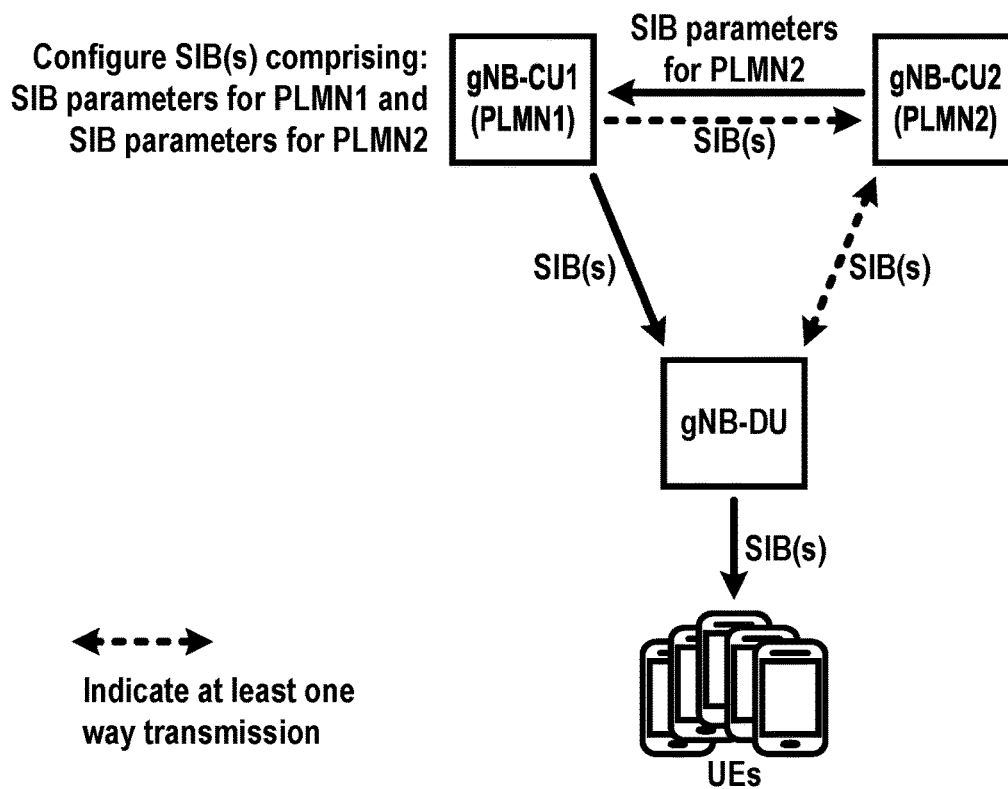 Configure SIB(s) comprising:
SIB parameters for PLMN1 and
SIB parameters for PLMN2
gNB-CU1
(PLMN1)
SIB parameters
for PLMN2
SIB(s)
gNB-CU2
(PLMN2)
SIB(s)
SIB(s)
gNB-DU
SIB(s)
Indicate at least one
way transmission
UEs